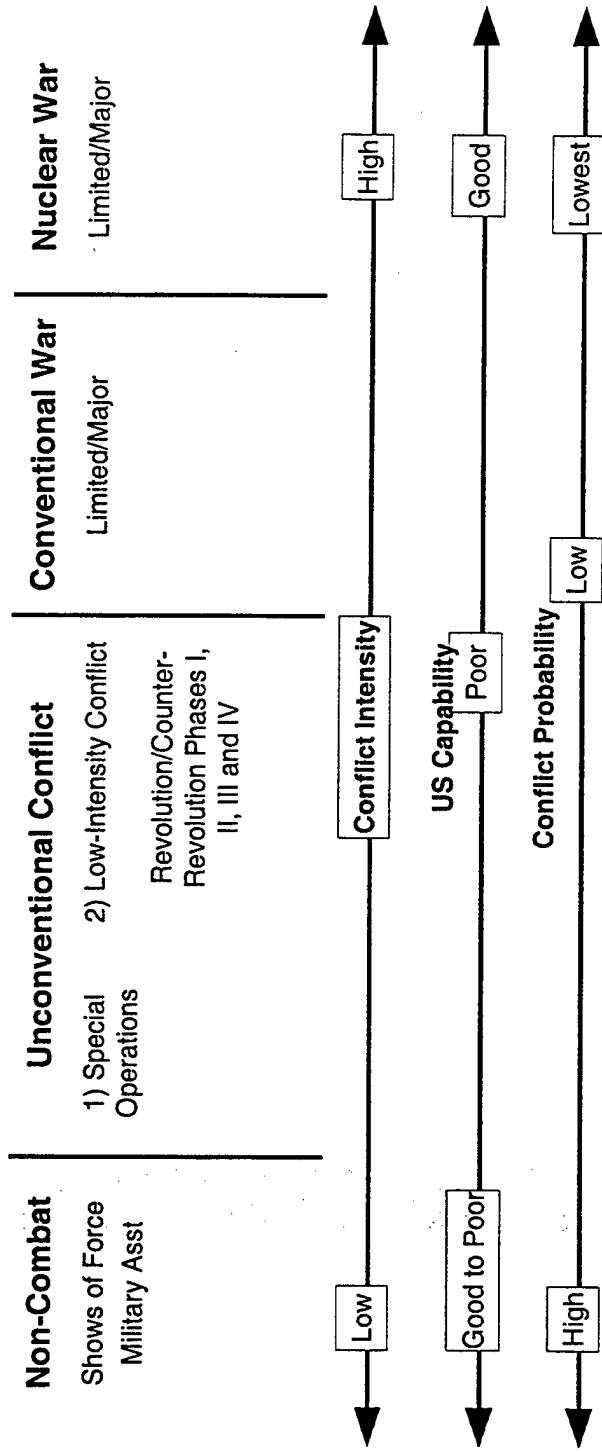 Non-Combat
Shows of Force
Military Asst
Unconventional Conflict
1) Special
Operations
2) Low-Intensity Conflict
Revolution/Counter-
Revolution Phases I,
II, III and IV
Conventional War
Limited/Major
Nuclear War
Limited/Major
Low
Conflict Intensity
High
Good to Poor
US Capability
Poor
Good
High
Conflict Probability
Low
Lowest